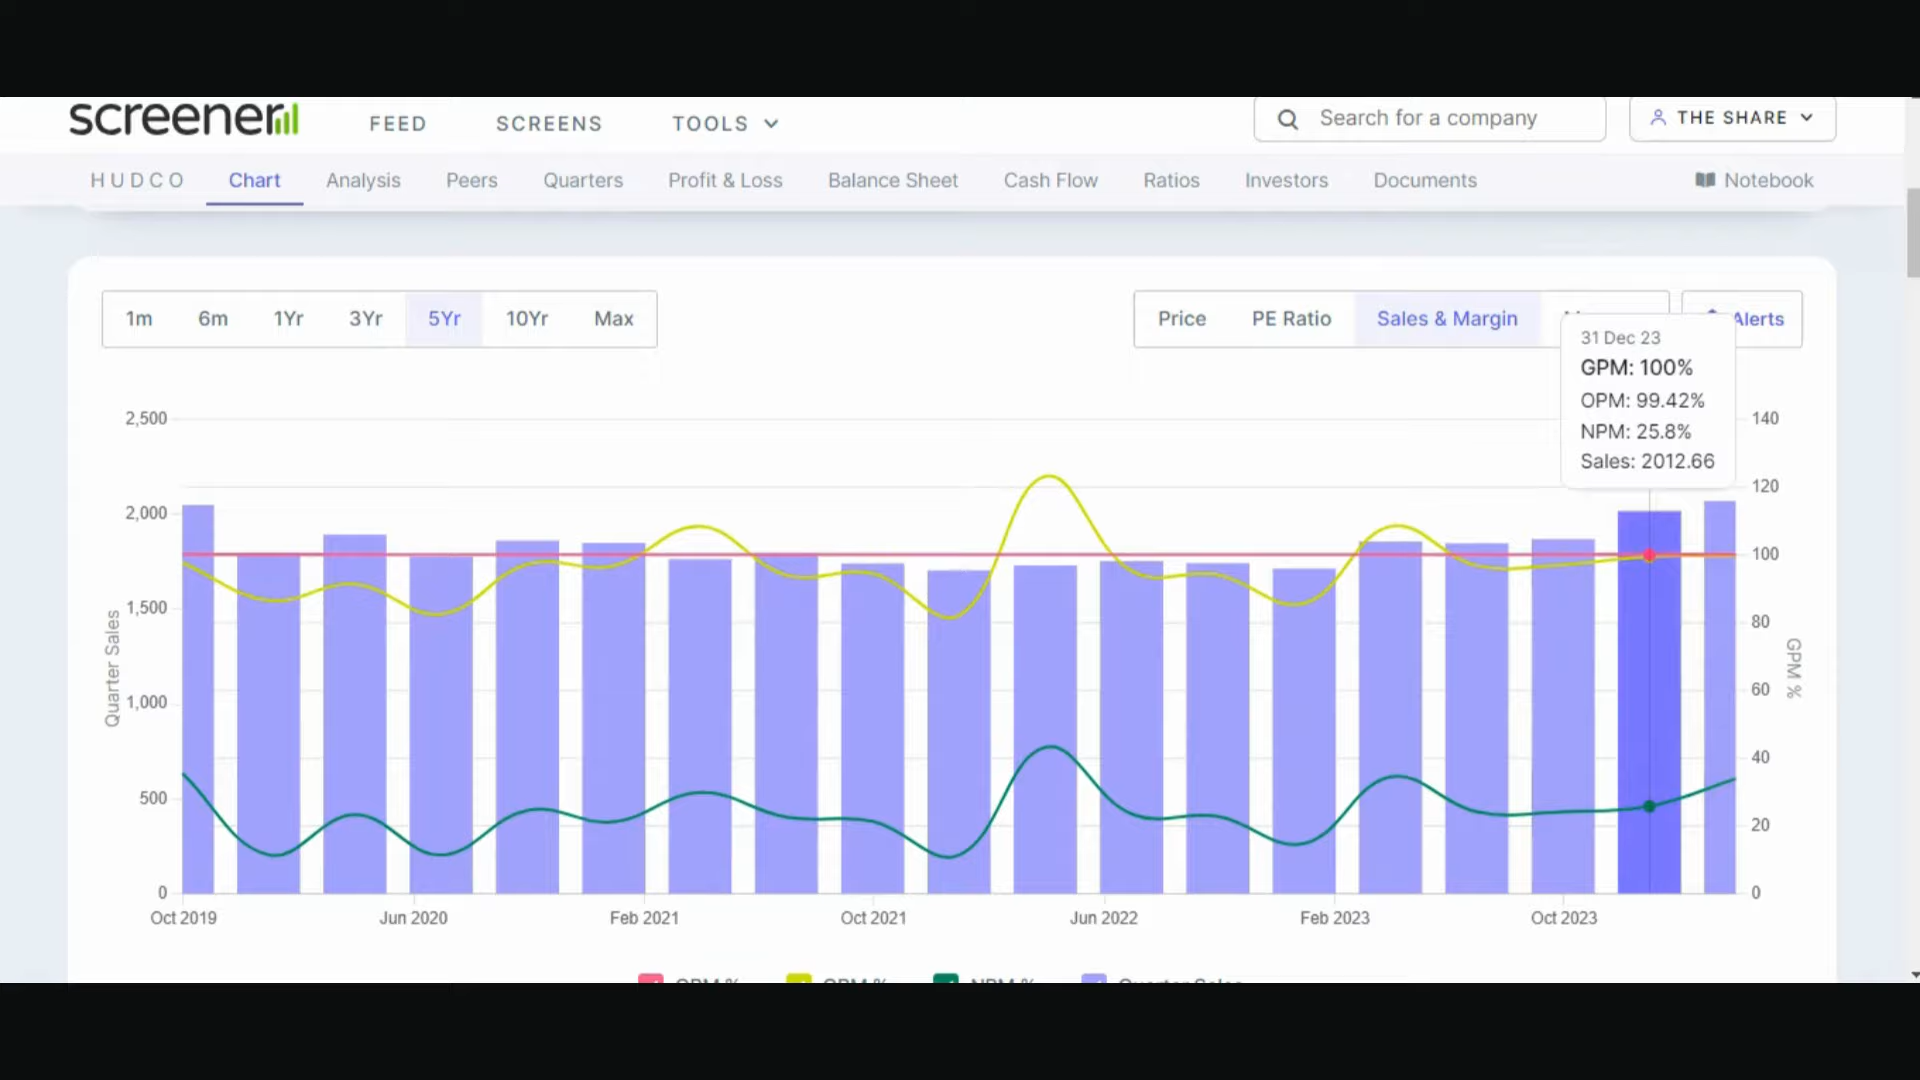 screener
FEED
SCREENS
TOOLS
Search for a company
THE SHARE
HUDCO
Chart
Analysis
Peers
Quarters
Profit & Loss
Balance Sheet
Cash Flow
Ratios
Investors
Documents
Notebook
1m
6m
1Yr
3Yr
5Yr
10Yr
Max
Price
PE Ratio
Sales & Margin
Alerts
31 Dec 23
GPM: 100%
OPM: 99.42%
NPM: 25.8%
Sales: 2012.66
2,500
2,000
1,500
1,000
500
0
Quarter Sales
140
120
100
80
60
40
20
0
GPM %
Oct 2019
Jun 2020
Feb 2021
Oct 2021
Jun 2022
Feb 2023
Oct 2023
NPM %
Quarter Sales